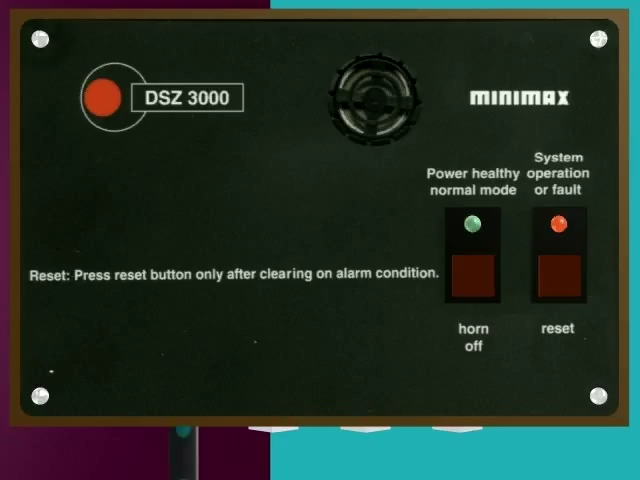 DSZ 3000
MINIMAX
Power healthy
normal mode
System
operation
or fault
Reset: Press reset button only after clearing on alarm condition.
horn
off
reset